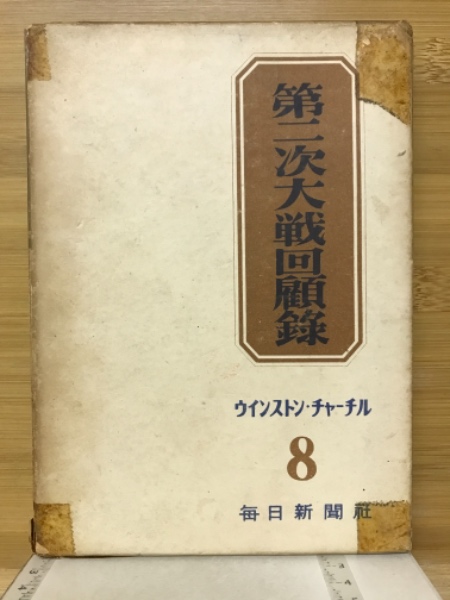 第二次大戦回顧錄
ウインストン・チャーチル
8
毎日新聞社